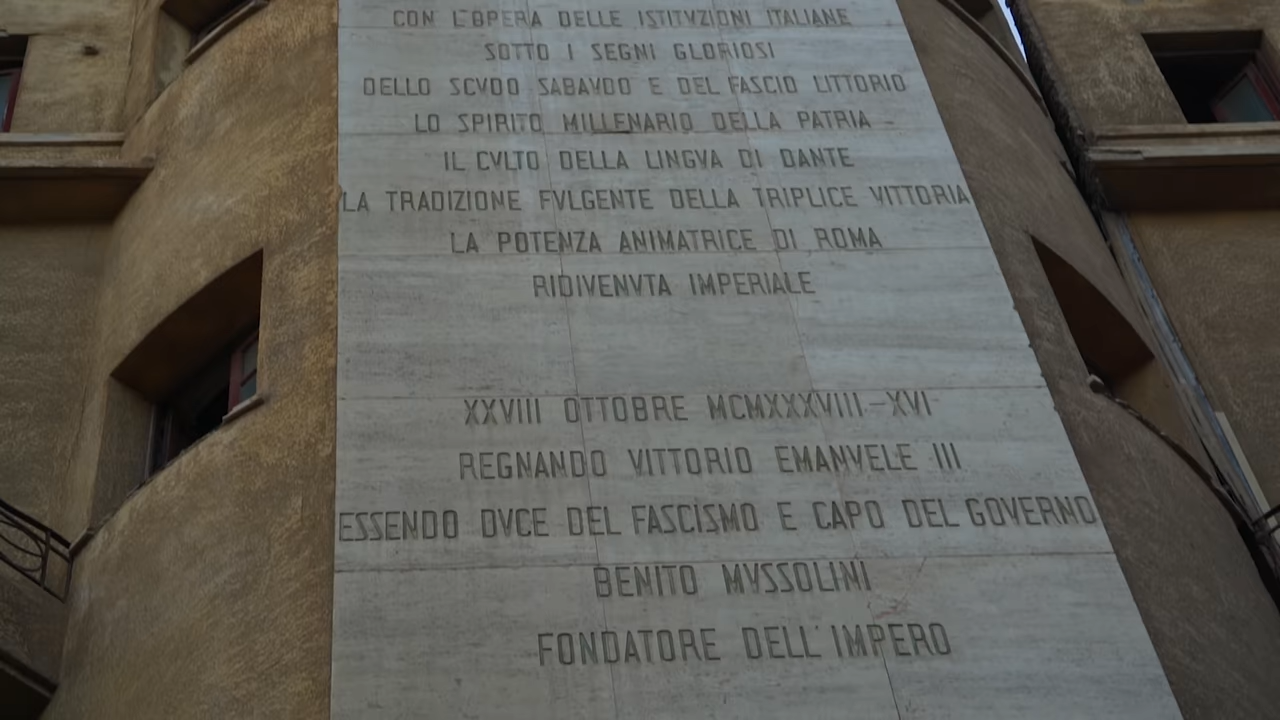 CON L'OPERA DELLE ISTITVZIONI ITALIANE
SOTTO I SEGNI GLORIOSI
DELLO SCVDO SABAVDO E DEL FASCIO LITTORIO
LO SPIRITO MILLENARIO DELLA PATRIA
IL CVLTO DELLA LINGVA DI DANTE
LA TRADIZIONE FVLGENTE DELLA TRIPLICE VITTORIA
LA POTENZA ANIMATRICE DI ROMA
RIDIVENVTA IMPERIALE
XXVIII OTTOBRE MCMXXXVIII-XVI
REGNANDO VITTORIO EMANVELE III
ESSENDO DVCE DEL FASCISMO E CAPO DEL GOVERNO
BENITO MVSSOLINI
FONDATORE DELL'IMPERO